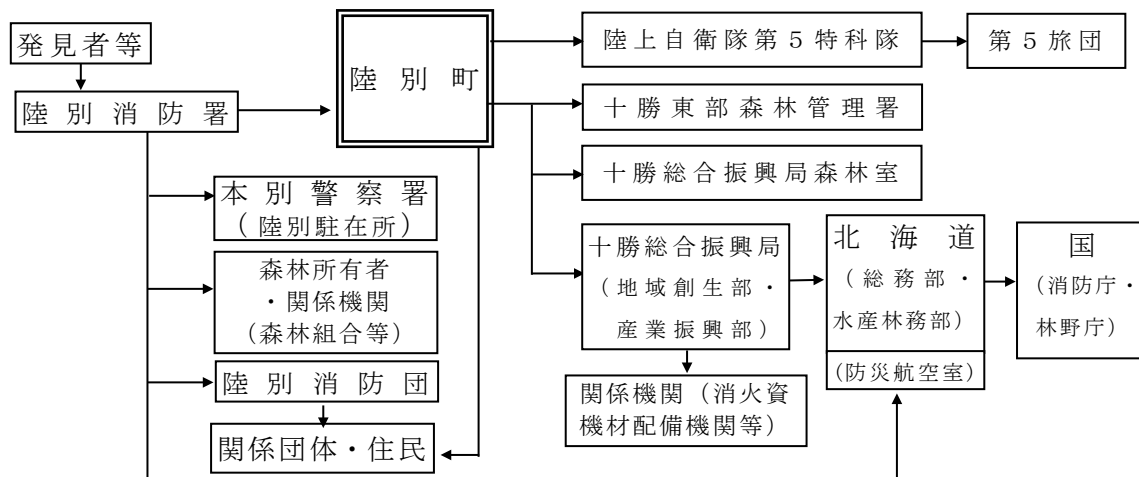 発見者等
陸別消防署
陸別町
陸上自衛隊第５特科隊
第５旅団
十勝東部森林管理署
十勝総合振興局森林室
本別警察署
（陸別駐在所）
森林所有者
・関係機関
（森林組合等）
陸別消防団
関係団体・住民
十勝総合振興局
（地域創生部・
産業振興部）
関係機関（消火資
機材配備機関等）
北海道
（総務部・
水産林務部）
（防災航空室）
国
（消防庁・
林野庁）